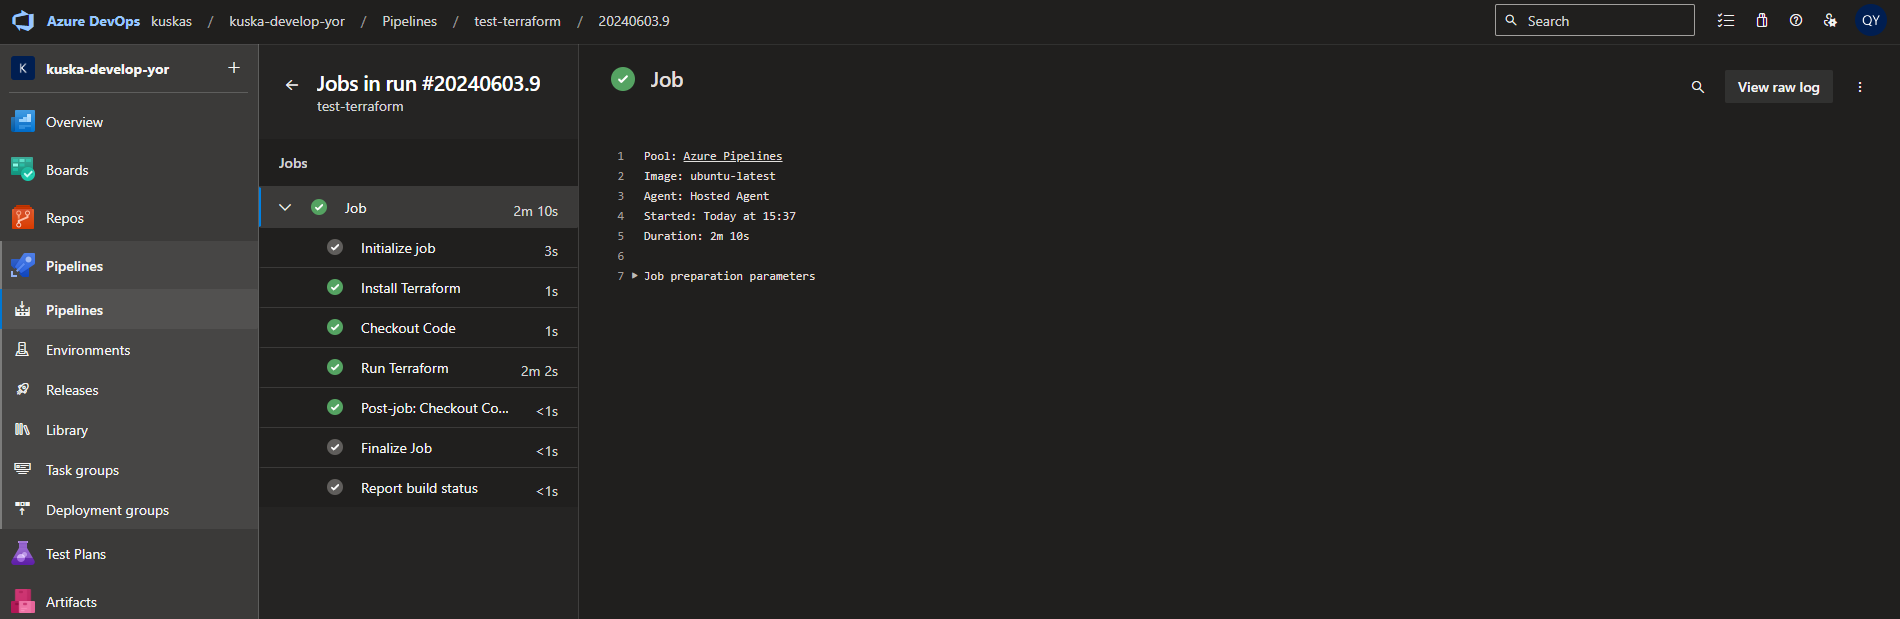 Azure DevOps kuskas / kuska-develop-yor / Pipelines / test-terraform / 20240603.9
Search
QY
K kuska-develop-yor +
Overview
Boards
Repos
Pipelines
Pipelines
Environments
Releases
Library
Task groups
Deployment groups
Test Plans
Artifacts
Jobs in run #20240603.9
test-terraform
Jobs
Job 2m 10s
Initialize job 3s
Install Terraform 1s
Checkout Code 1s
Run Terraform 2m 2s
Post-job: Checkout Co... <1s
Finalize Job <1s
Report build status <1s
Job
View raw log
1 Pool: Azure Pipelines
2 Image: ubuntu-latest
3 Agent: Hosted Agent
4 Started: Today at 15:37
5 Duration: 2m 10s
6
7 Job preparation parameters